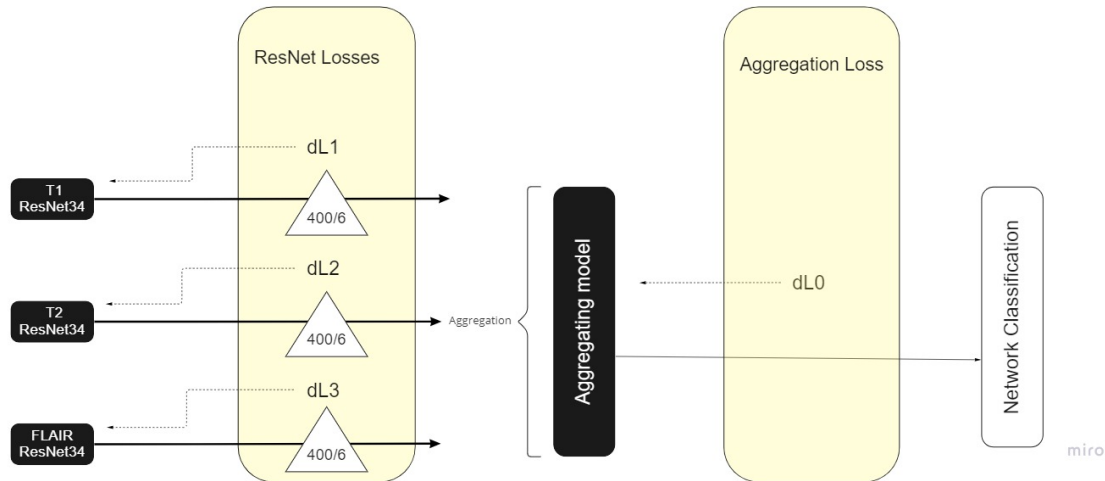 ResNet Losses
Aggregation Loss
dL1
T1
ResNet34
400/6
dL2
dL0
T2
ResNet34
400/6
Aggregation
Aggregating model
Network Classification
dL3
FLAIR
ResNet34
400/6
miro